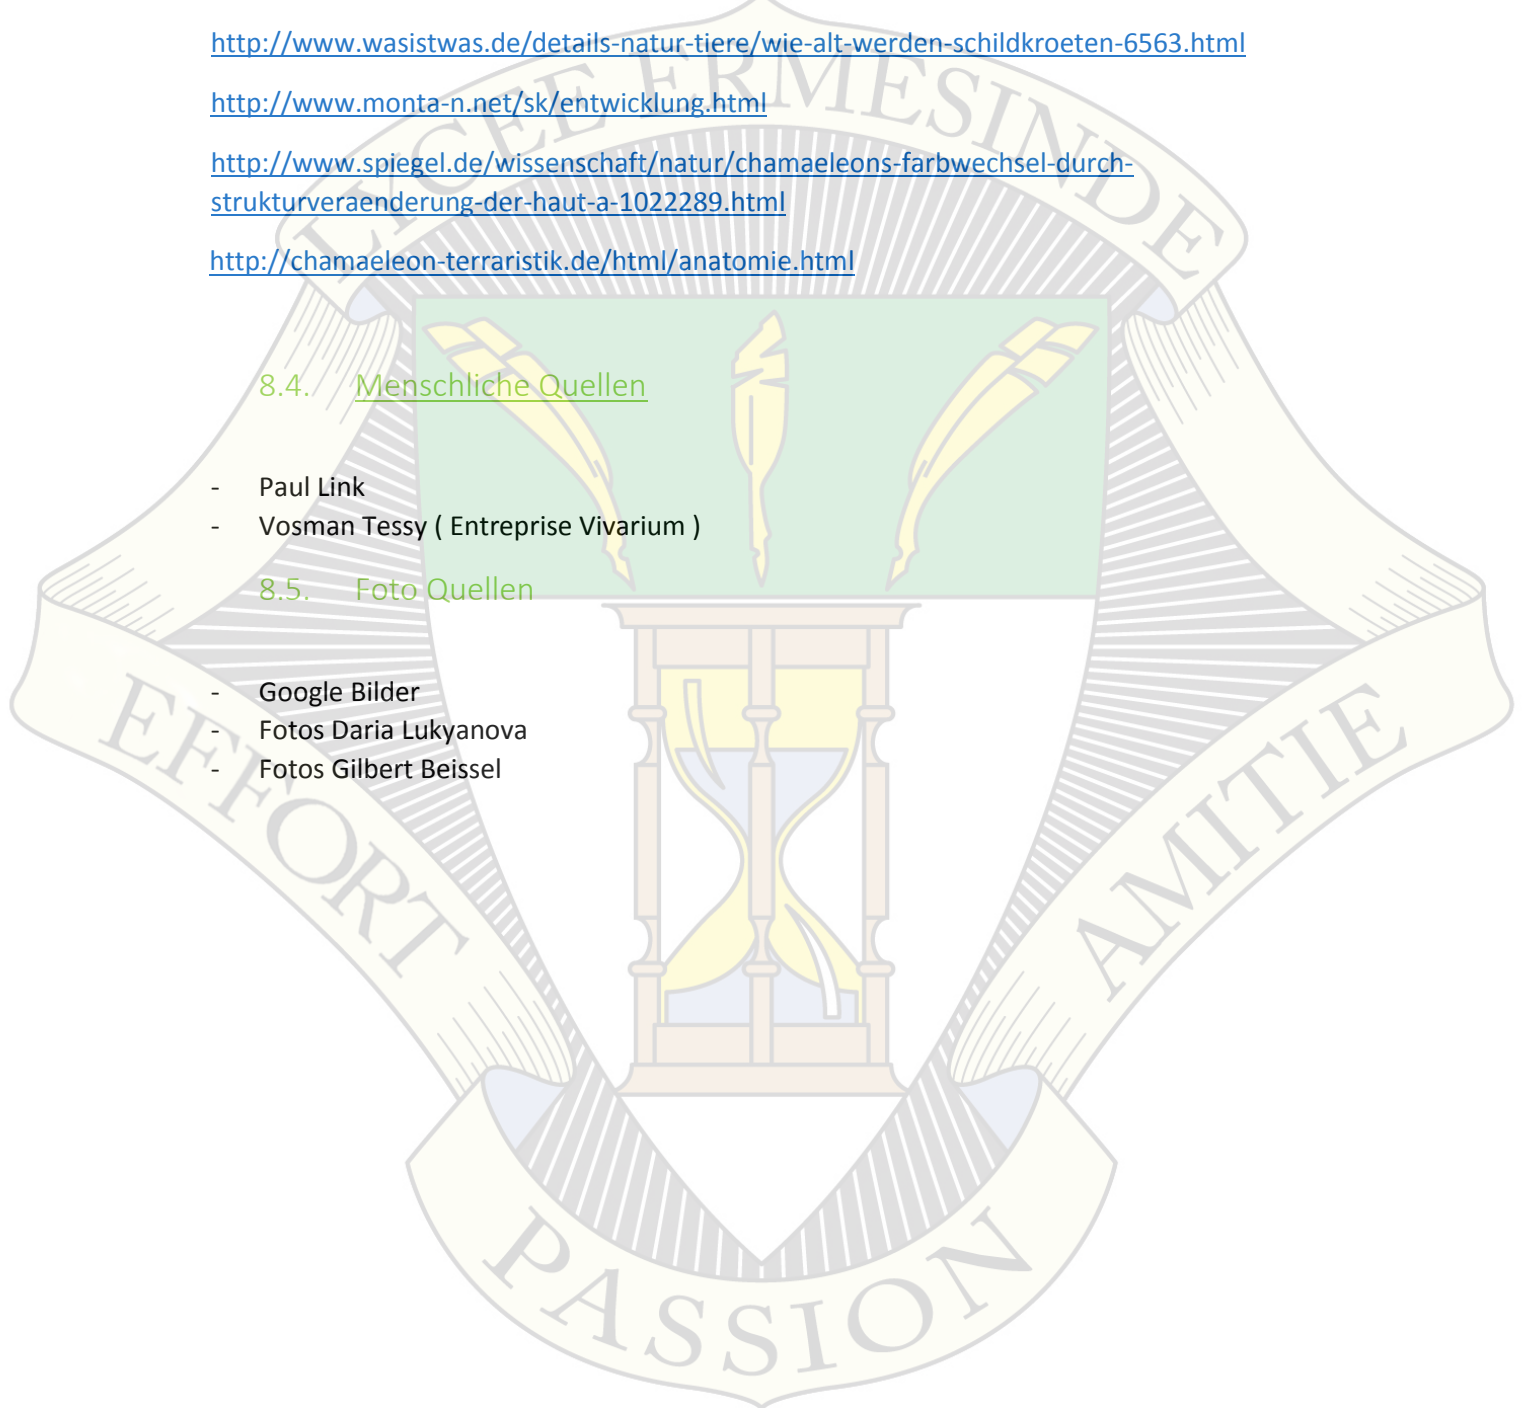 http://www.wasistwas.de/details-natur-tiere/wie-alt-werden-schildkroeten-6563.html
http://www.monta-n.net/sk/entwicklung.html
http://www.spiegel.de/wissenschaft/natur/chamaeleons-farbwechsel-durch-
strukturveraenderung-der-haut-a-1022289.html
http://chamaeleon-terraristik.de/html/anatomie.html
8.4. Menschliche Quellen
- Paul Link
- Vosman Tessy ( Entreprise Vivarium )
8.5. Foto Quellen
- Google Bilder
- Fotos Daria Lukyanova
- Fotos Gilbert Beissel
LYCEE ERMESINDE
EFFORT
AMITIE
PASSION